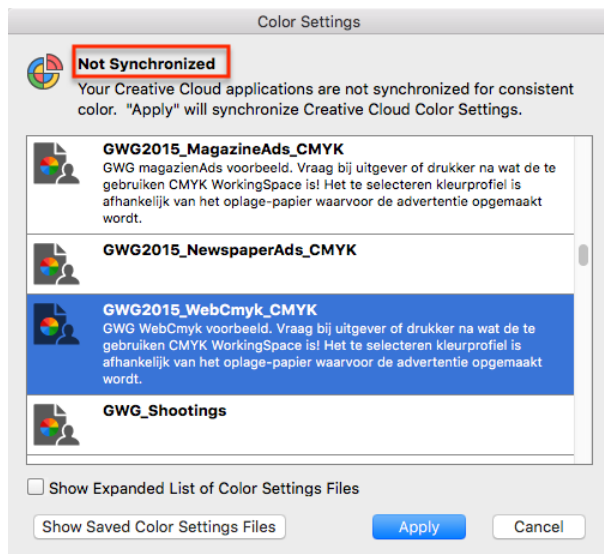 Color Settings
Not Synchronized
Your Creative Cloud applications are not synchronized for consistent
color. "Apply" will synchronize Creative Cloud Color Settings.
GWG2015_MagazineAds_CMYK
GWG magazienAds voorbeeld. Vraag bij uitgever of drukker na wat de te
gebruiken CMYK WorkingSpace is! Het te selecteren kleurprofiel is
afhankelijk van het oplage-papier waarvoor de advertentie opgemaakt
wordt.
GWG2015_NewspaperAds_CMYK
GWG2015_WebCmyk_CMYK
GWG WebCmyk voorbeeld. Vraag bij uitgever of drukker na wat de te
gebruiken CMYK WorkingSpace is! Het te selecteren kleurprofiel is
afhankelijk van het oplage-papier waarvoor de advertentie opgemaakt
wordt.
GWG_Shootings
Show Expanded List of Color Settings Files
Show Saved Color Settings Files
Apply
Cancel